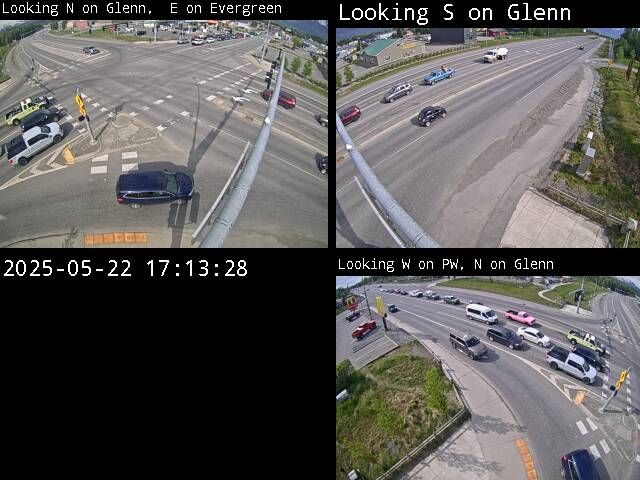 Looking N on Glenn,  E on Evergreen
Looking S on Glenn
2025-05-22 17:13:28
Looking W on PW, N on Glenn